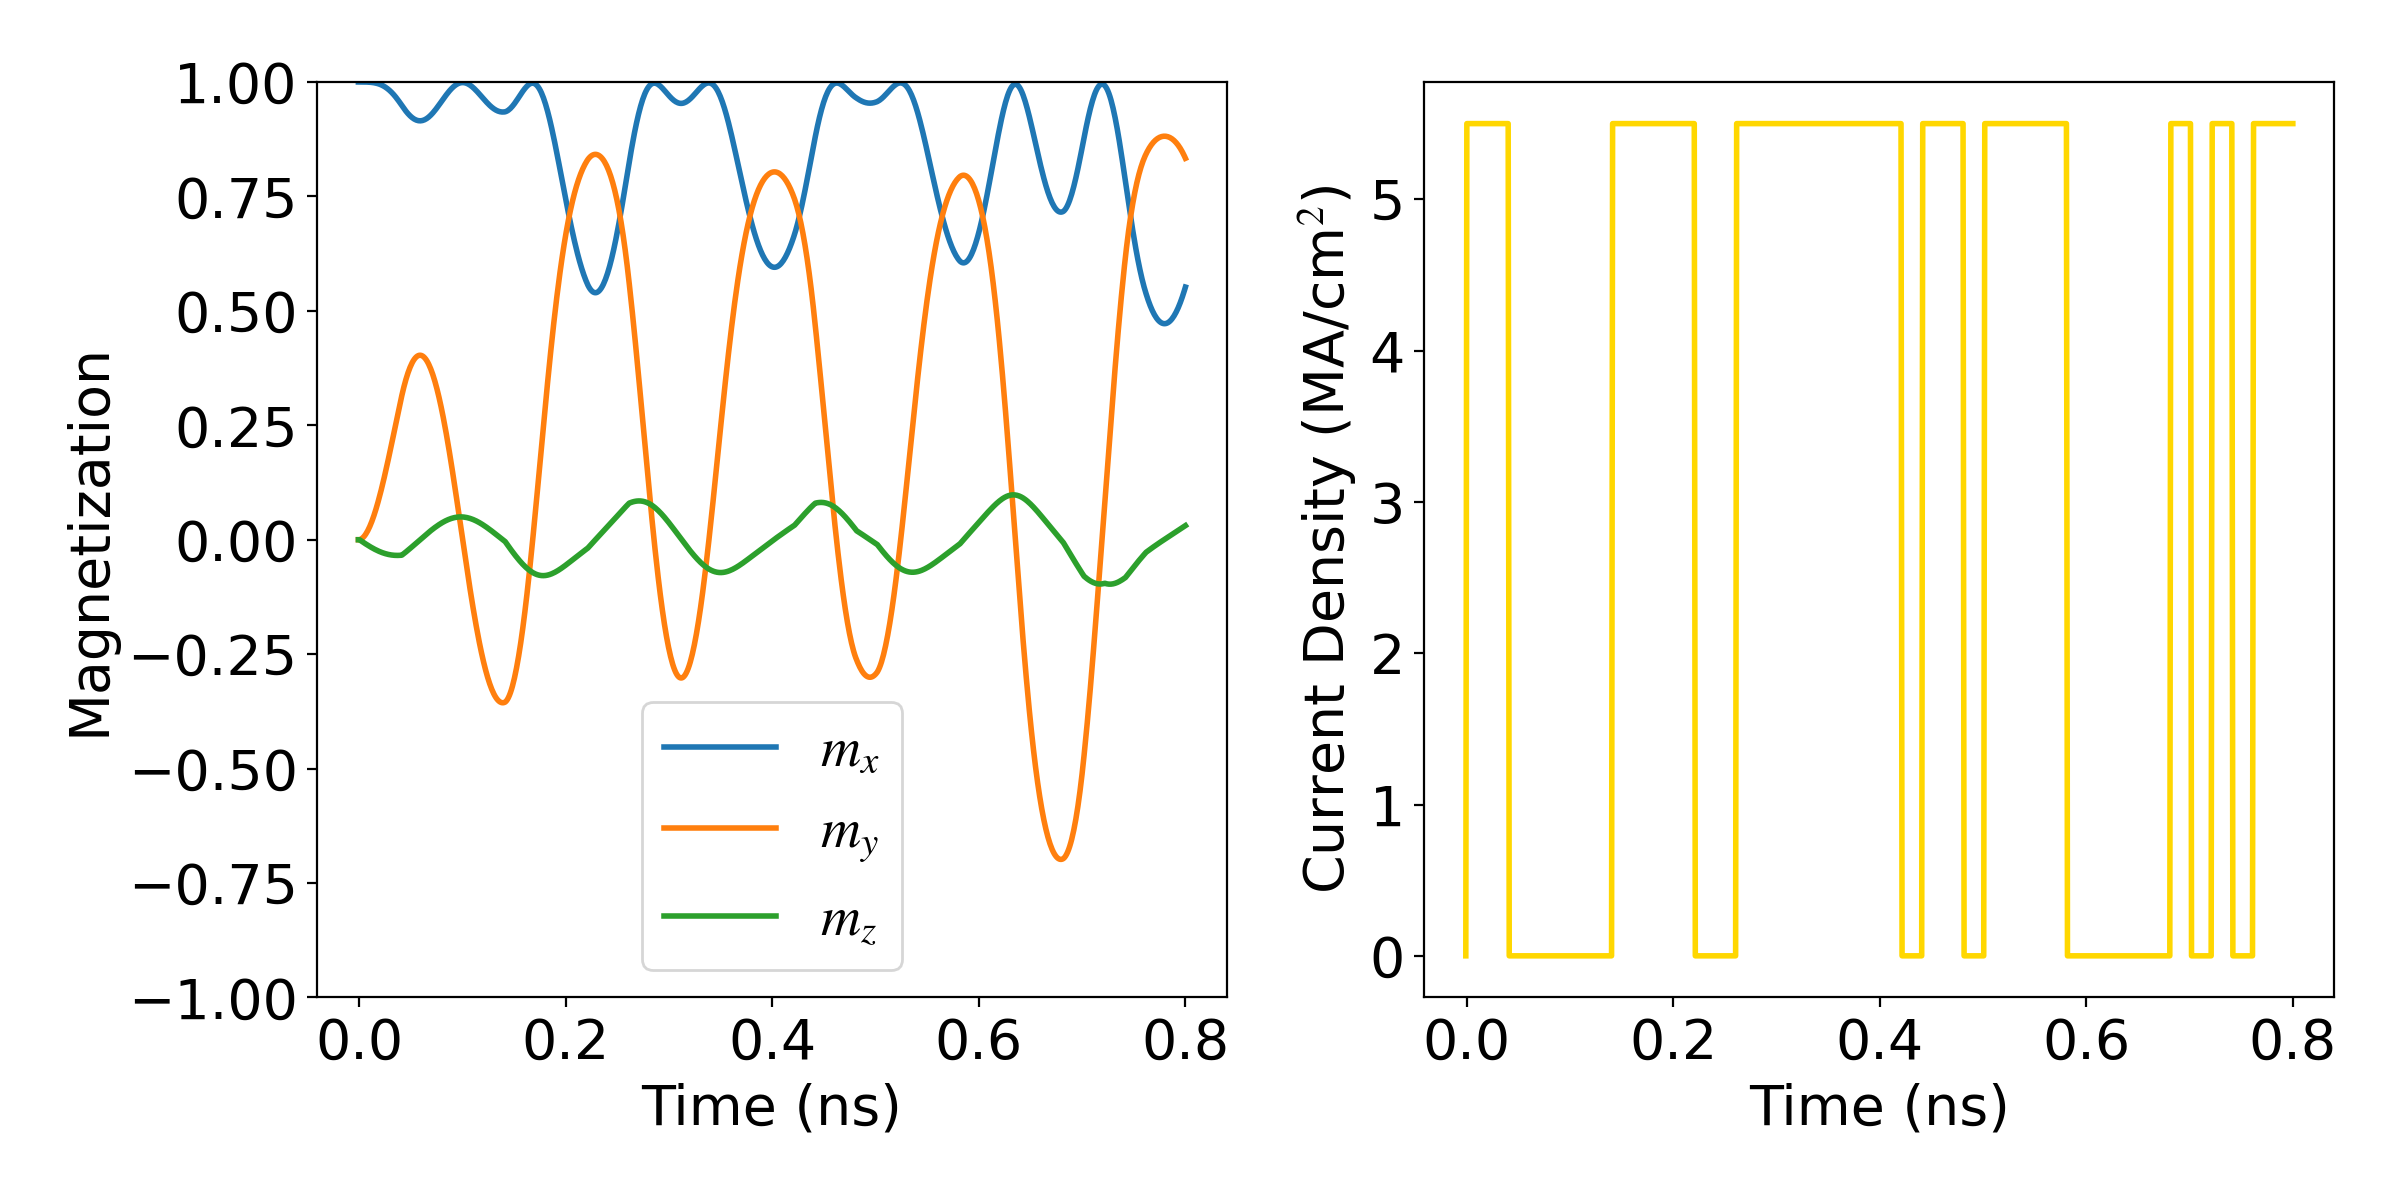 1.00
0.75
0.50
0.25
0.00
−0.25
−0.50
−0.75
−1.00
Magnetization
0.0 0.2 0.4 0.6 0.8
Time (ns)
m_x
m_y
m_z
5
4
3
2
1
0
Current Density (MA/cm²)
0.0 0.2 0.4 0.6 0.8
Time (ns)